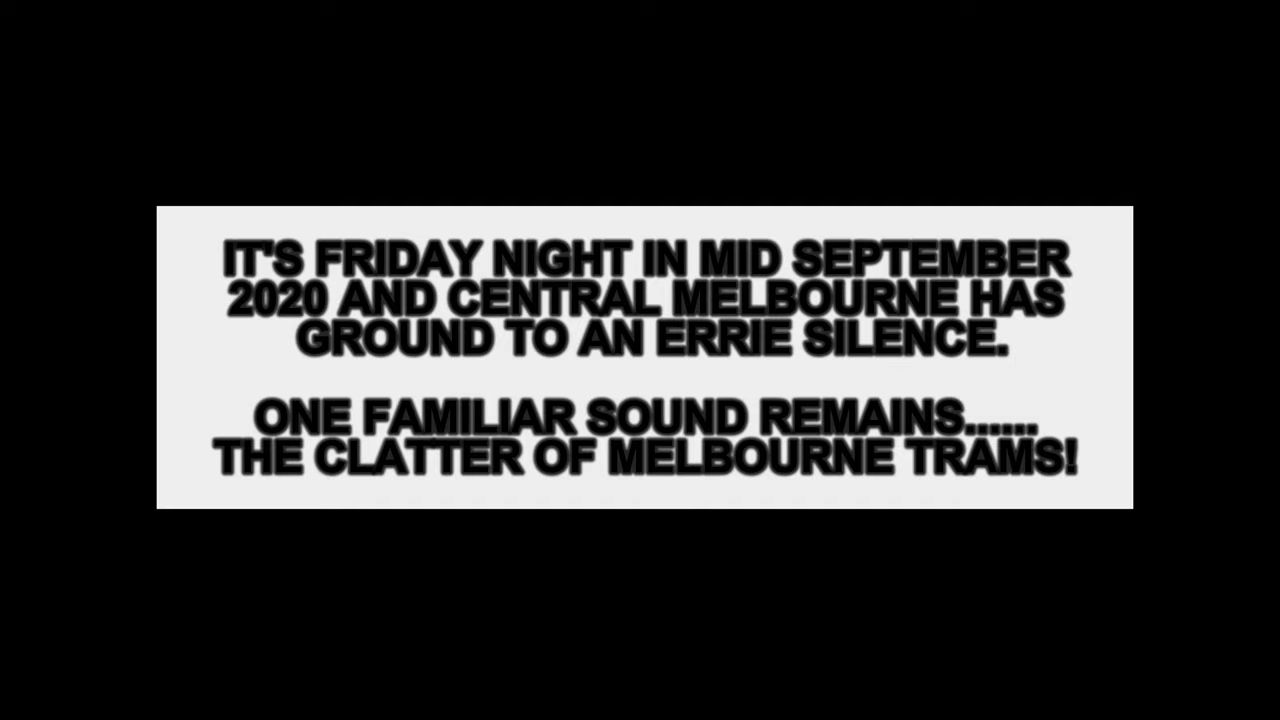 IT'S FRIDAY NIGHT IN MID SEPTEMBER
2020 AND CENTRAL MELBOURNE HAS
GROUND TO AN ERRIE SILENCE.
ONE FAMILIAR SOUND REMAINS......
THE CLATTER OF MELBOURNE TRAMS!